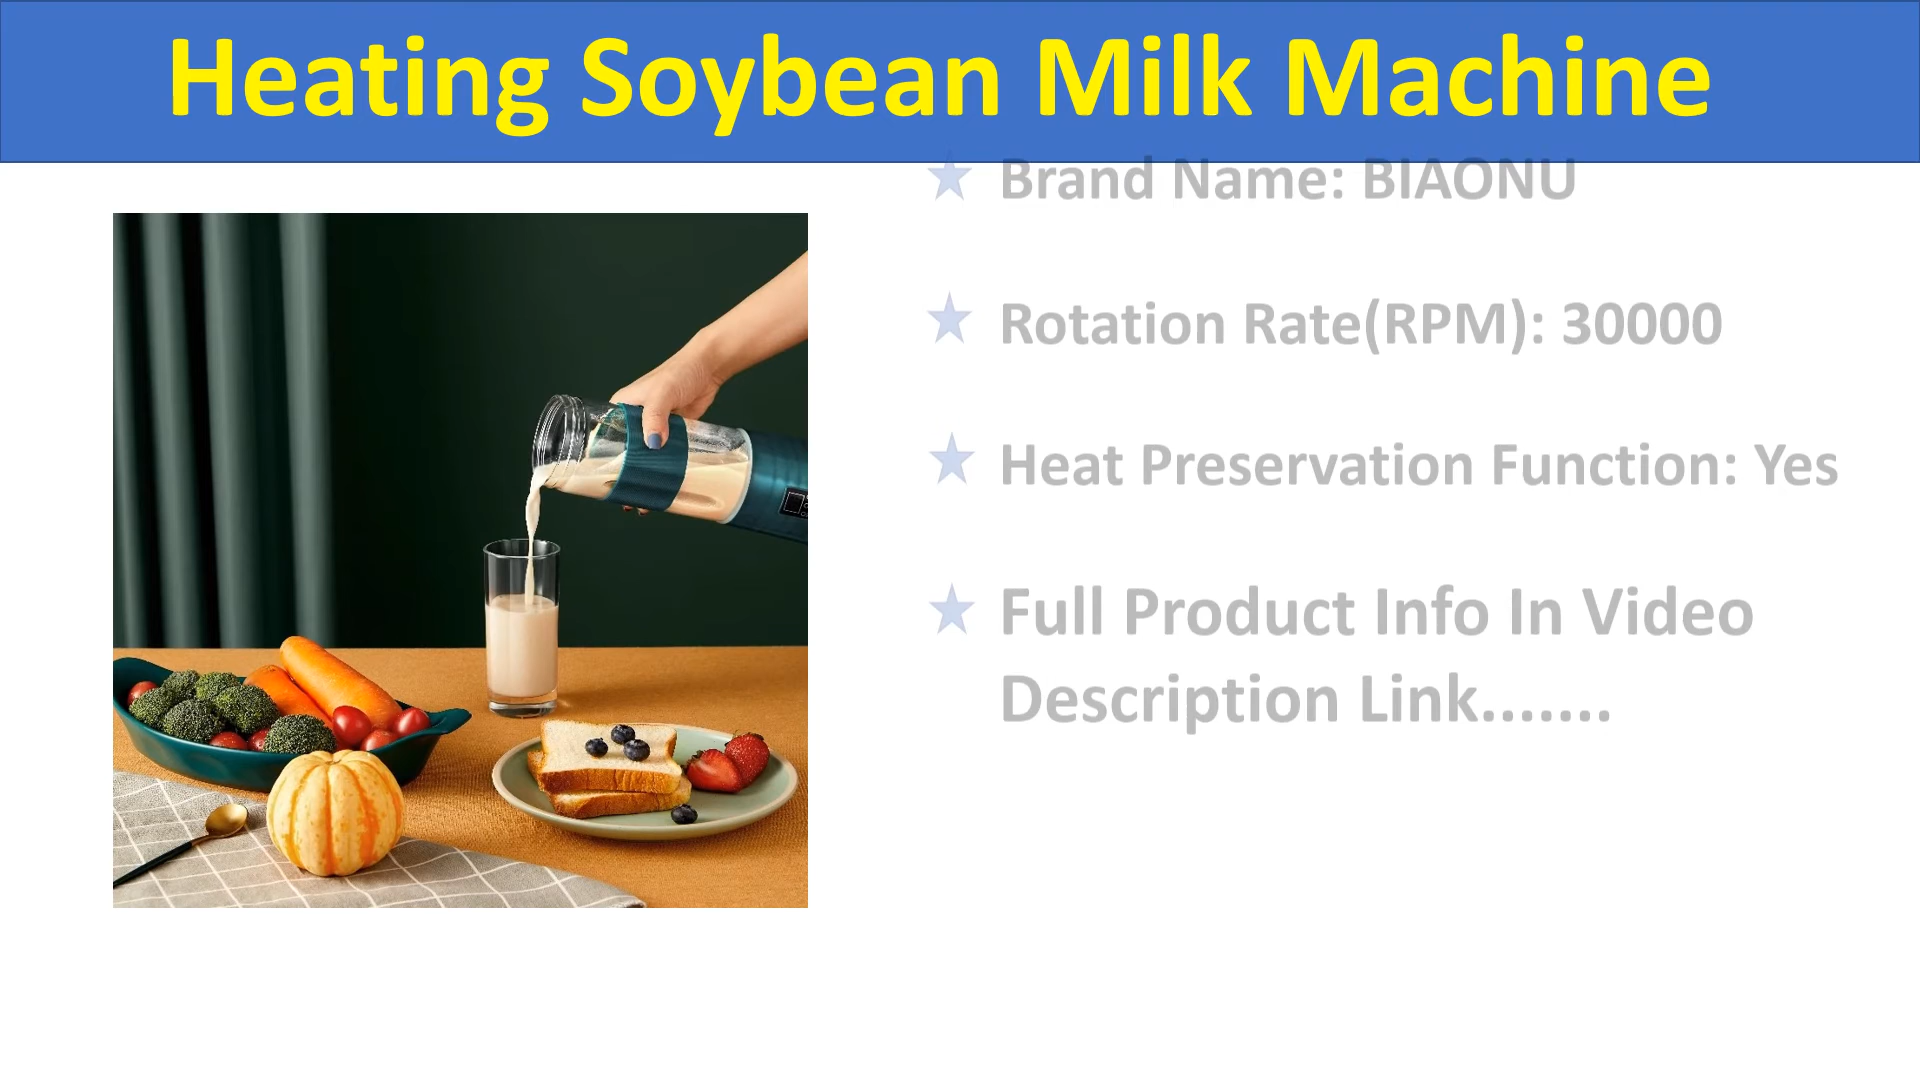 Heating Soybean Milk Machine
Brand Name: BIAONU
Rotation Rate(RPM): 30000
Heat Preservation Function: Yes
Full Product Info In Video
Description Link.......